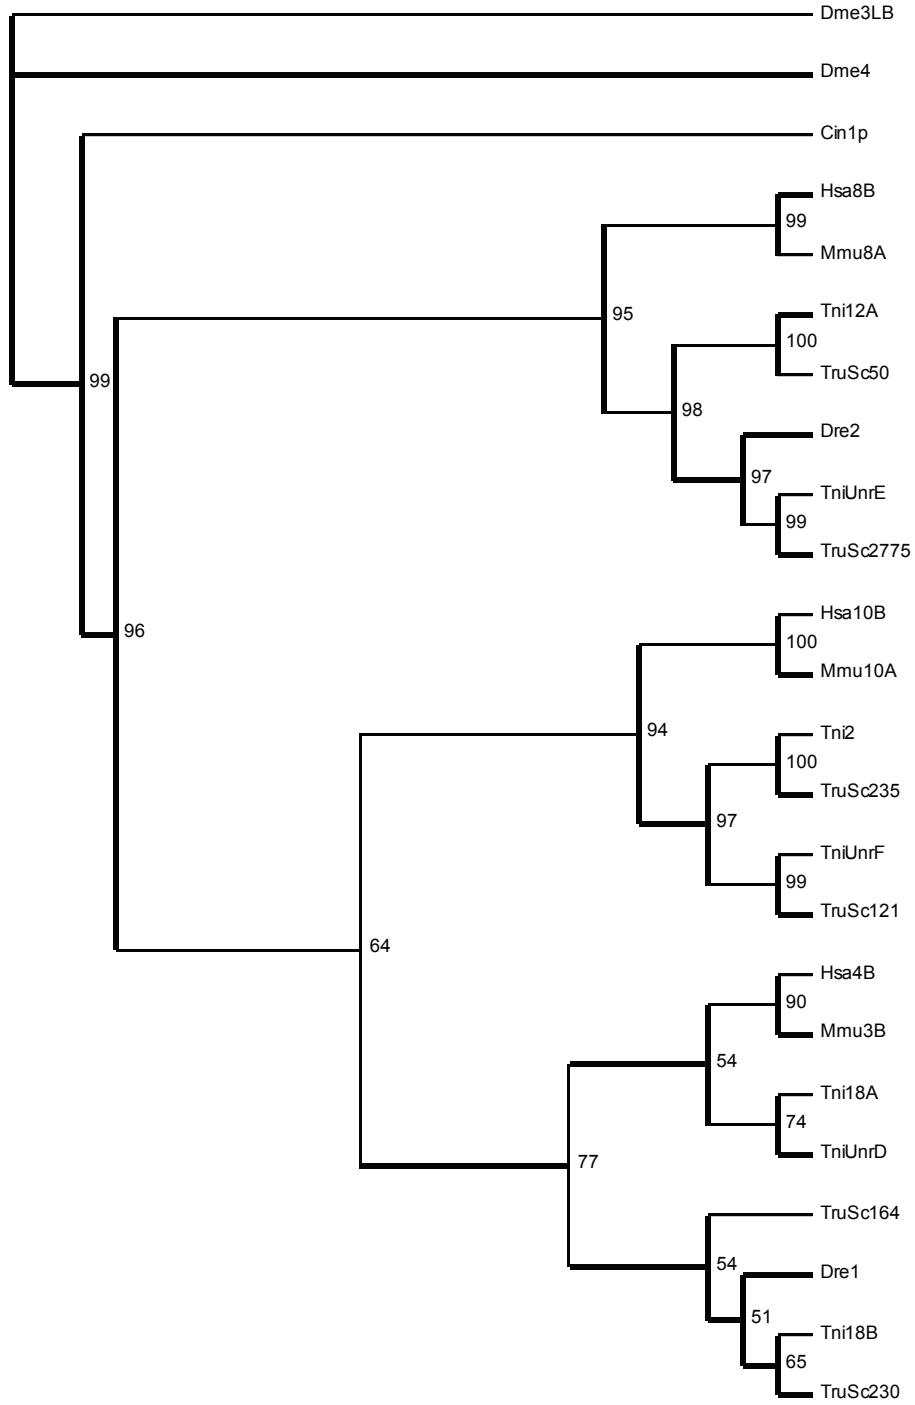 Dme3LB
Dme4
Cin1p
Hsa8B
99
Mmu8A
Tni12A
95
100
TruSc50
99
98
Dre2
97
TniUnrE
99
TruSc2775
Hsa10B
96
100
Mmu10A
94
Tni2
100
TruSc235
97
TniUnrF
99
TruSc121
64
Hsa4B
90
Mmu3B
54
Tni18A
74
TniUnrD
77
TruSc164
54
Dre1
51
Tni18B
65
TruSc230